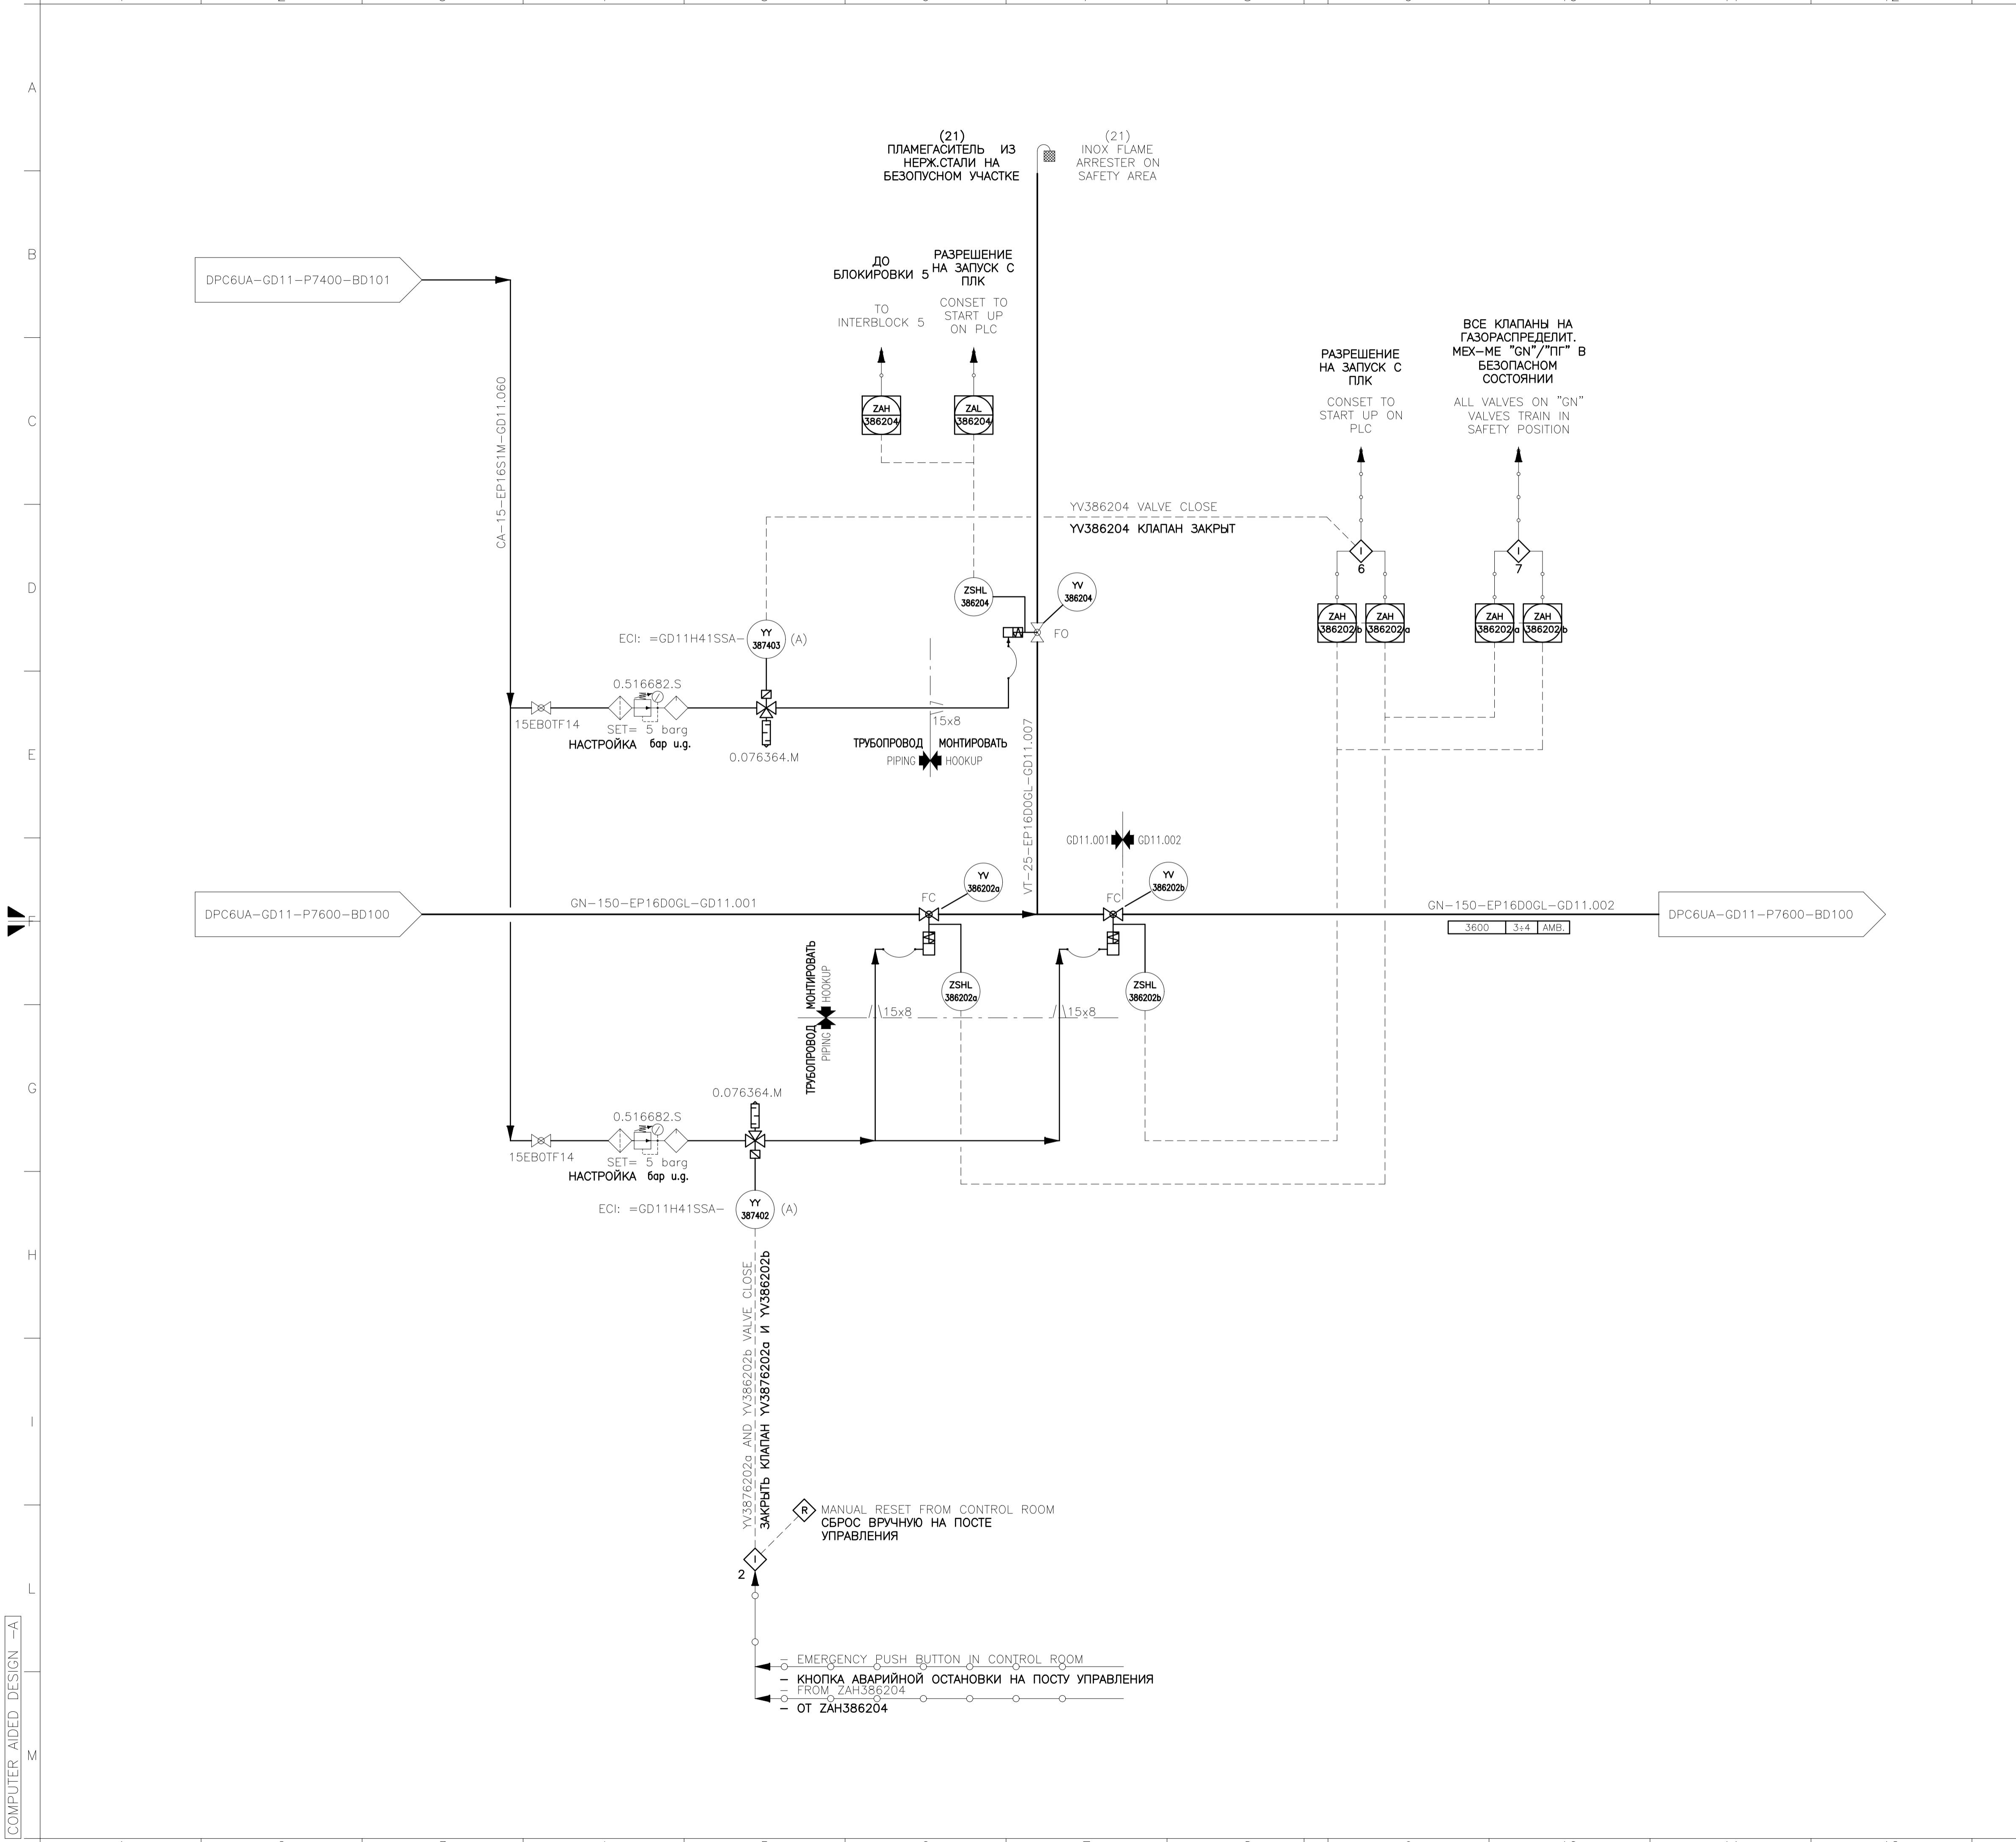 A
B
C
D
E
F
G
H
I
L
M
COMPUTER AIDED DESIGN -A
(21)
ПЛАМЕГАСИТЕЛЬ ИЗ
НЕРЖ.СТАЛИ НА
БЕЗОПУСНОМ УЧАСТКЕ
(21)
INOX FLAME
ARRESTER ON
SAFETY AREA
DPC6UA-GD11-P7400-BD101
CA-15-EP16S1M-GD11.060
ДО
БЛОКИРОВКИ 5
TO
INTERBLOCK 5
РАЗРЕШЕНИЕ
НА ЗАПУСК С
ПЛК
CONSET TO
START UP
ON PLC
ZAH
386204
ZAL
386204
РАЗРЕШЕНИЕ
НА ЗАПУСК С
ПЛК
CONSET TO
START UP ON
PLC
ВСЕ КЛАПАНЫ НА
ГАЗОРАСПРЕДЕЛИТ.
МЕХ-МЕ "GN"/"ПГ" В
БЕЗОПАСНОМ
СОСТОЯНИИ
ALL VALVES ON "GN"
VALVES TRAIN IN
SAFETY POSITION
YV386204 VALVE CLOSE
YV386204 КЛАПАН ЗАКРЫТ
I
6
I
7
ZAH
386202/b
ZAH
386202/a
ZAH
386202/a
ZAH
386202/b
ZSHL
386204
YV
386204
FO
ECI: =GD11H41SSA-
YY
387403
(A)
0.516682.S
15EB0TF14
SET= 5 barg
НАСТРОЙКА бар и.д.
0.076364.M
15x8
ТРУБОПРОВОД МОНТИРОВАТЬ
PIPING HOOKUP
VT-25-EP16D0GL-GD11.007
GD11.001 GD11.002
DPC6UA-GD11-P7600-BD100
GN-150-EP16D0GL-GD11.001
FC
YV
386202a
FC
YV
386202b
GN-150-EP16D0GL-GD11.002
3600 3÷4 AMB.
DPC6UA-GD11-P7600-BD100
ZSHL
386202a
ZSHL
386202b
ТРУБОПРОВОД МОНТИРОВАТЬ
PIPING HOOKUP
15x8
15x8
0.076364.M
0.516682.S
15EB0TF14
SET= 5 barg
НАСТРОЙКА бар и.д.
ECI: =GD11H41SSA-
YY
387402
(A)
YV3876202a AND YV386202b VALVE CLOSE
ЗАКРЫТЬ КЛАПАН YV3876202a И YV386202b
R
MANUAL RESET FROM CONTROL ROOM
СБРОС ВРУЧНУЮ НА ПОСТЕ
УПРАВЛЕНИЯ
I
2
- EMERGENCY PUSH BUTTON IN CONTROL ROOM
- КНОПКА АВАРИЙНОЙ ОСТАНОВКИ НА ПОСТУ УПРАВЛЕНИЯ
- FROM ZAH386204
- ОТ ZAH386204